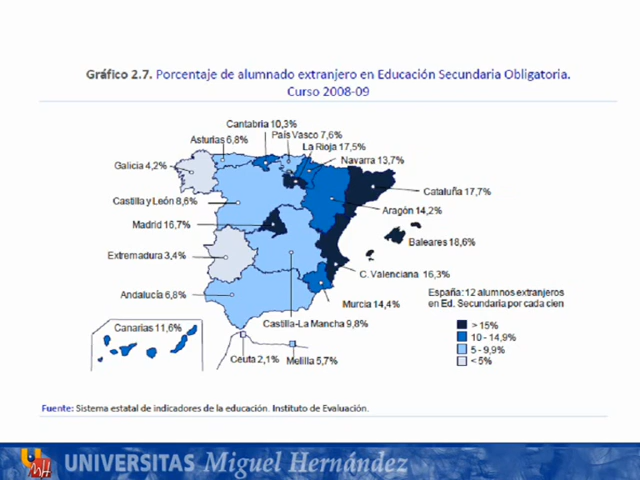 Gráfico 2.7. Porcentaje de alumnado extranjero en Educación Secundaria Obligatoria.
Curso 2008-09
Cantabria 10,3%
País Vasco 7,6%
Asturias 6,8%
La Rioja 17,5%
Navarra 13,7%
Galicia 4,2%
Cataluña 17,7%
Castilla y León 8,6%
Aragón 14,2%
Madrid 16,7%
Baleares 18,6%
Extremadura 3,4%
C. Valenciana 16,3%
Andalucía 6,8%
España: 12 alumnos extranjeros
en Ed. Secundaria por cada cien
Murcia 14,4%
Castilla-La Mancha 9,8%
Canarias 11,6%
> 15%
10 - 14,9%
5 - 9,9%
< 5%
Ceuta 2,1%
Melilla 5,7%
Fuente: Sistema estatal de indicadores de la educación. Instituto de Evaluación.
UNIVERSITAS Miguel Hernández